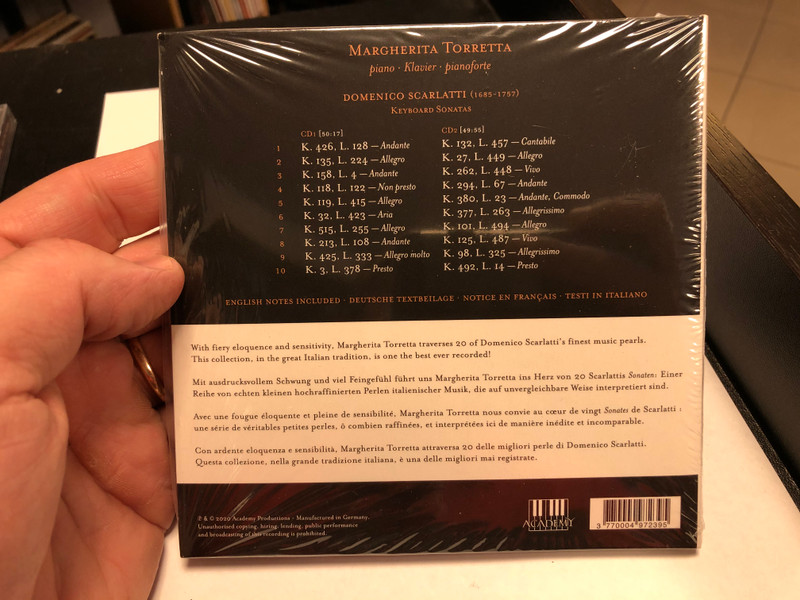 MARGHERITA TORRETTA
piano · Klavier · pianoforte
DOMENICO SCARLATTI (1685-1757)
KEYBOARD SONATAS
CD1 [50:17]
1 K. 426, L. 128 — Andante
2 K. 135, L. 224 — Allegro
3 K. 158, L. 4 — Andante
4 K. 118, L. 122 — Non presto
5 K. 119, L. 415 — Allegro
6 K. 32, L. 423 — Aria
7 K. 515, L. 255 — Allegro
8 K. 213, L. 108 — Andante
9 K. 425, L. 333 — Allegro molto
10 K. 3, L. 378 — Presto
CD2 [49:55]
K. 132, L. 457 — Cantabile
K. 27, L. 449 — Allegro
K. 262, L. 448 — Vivo
K. 294, L. 67 — Andante
K. 380, L. 23 — Andante, Commodo
K. 377, L. 263 — Allegrissimo
K. 101, L. 494 — Allegro
K. 125, L. 487 — Vivo
K. 98, L. 325 — Allegrissimo
K. 492, L. 14 — Presto
ENGLISH NOTES INCLUDED · DEUTSCHE TEXTBEILAGE · NOTICE EN FRANÇAIS · TESTI IN ITALIANO
With fiery eloquence and sensitivity, Margherita Torretta traverses 20 of Domenico Scarlatti's finest music pearls.
This collection, in the great Italian tradition, is one the best ever recorded!
Mit ausdrucksvollem Schwung und viel Feingefühl führt uns Margherita Torretta ins Herz von 20 Scarlattis Sonaten: Einer
Reihe von echten kleinen hochraffinierten Perlen italienischer Musik, die auf unvergleichbare Weise interpretiert sind.
Avec une fougue éloquente et pleine de sensibilité, Margherita Torretta nous convie au cœur de vingt Sonates de Scarlatti :
une série de véritables petites perles, ô combien raffinées, et interprétées ici de manière inédite et incomparable.
Con ardente eloquenza e sensibilità, Margherita Torretta attraversa 20 delle migliori perle di Domenico Scarlatti.
Questa collezione, nella grande tradizione italiana, è una delle migliori mai registrate.
℗ & © 2020 Academy Productions · Manufactured in Germany.
Unauthorised copying, hiring, lending, public performance
and broadcasting of this recording is prohibited.
ACADEMY
3 770004 972395